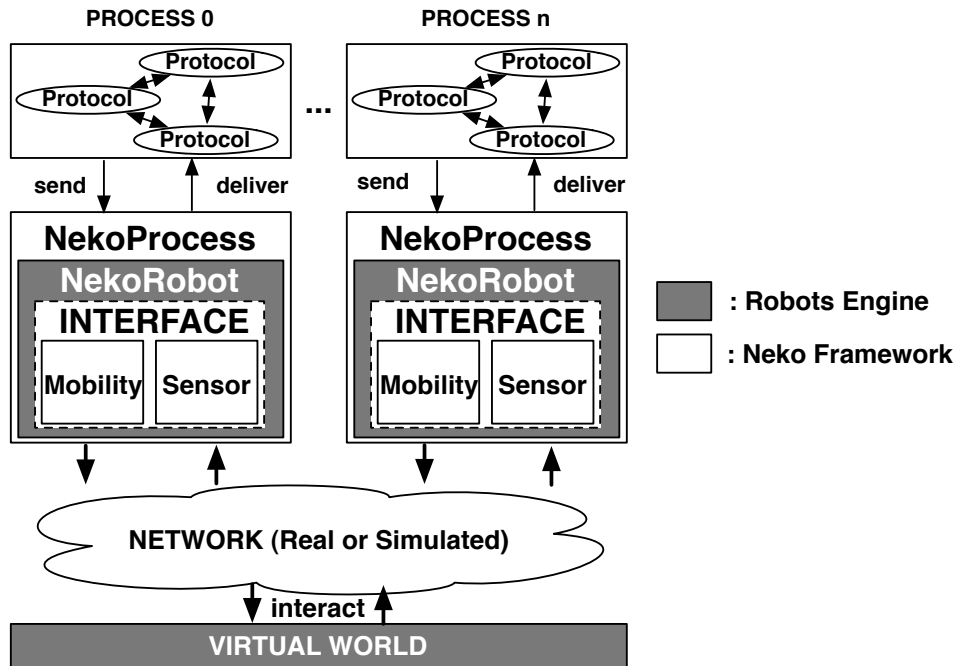 PROCESS 0
PROCESS n
Protocol
Protocol
Protocol
...
Protocol
Protocol
Protocol
send
deliver
send
deliver
NekoProcess
NekoRobot
INTERFACE
Mobility
Sensor
NekoProcess
NekoRobot
INTERFACE
Mobility
Sensor
: Robots Engine
: Neko Framework
NETWORK (Real or Simulated)
interact
VIRTUAL WORLD